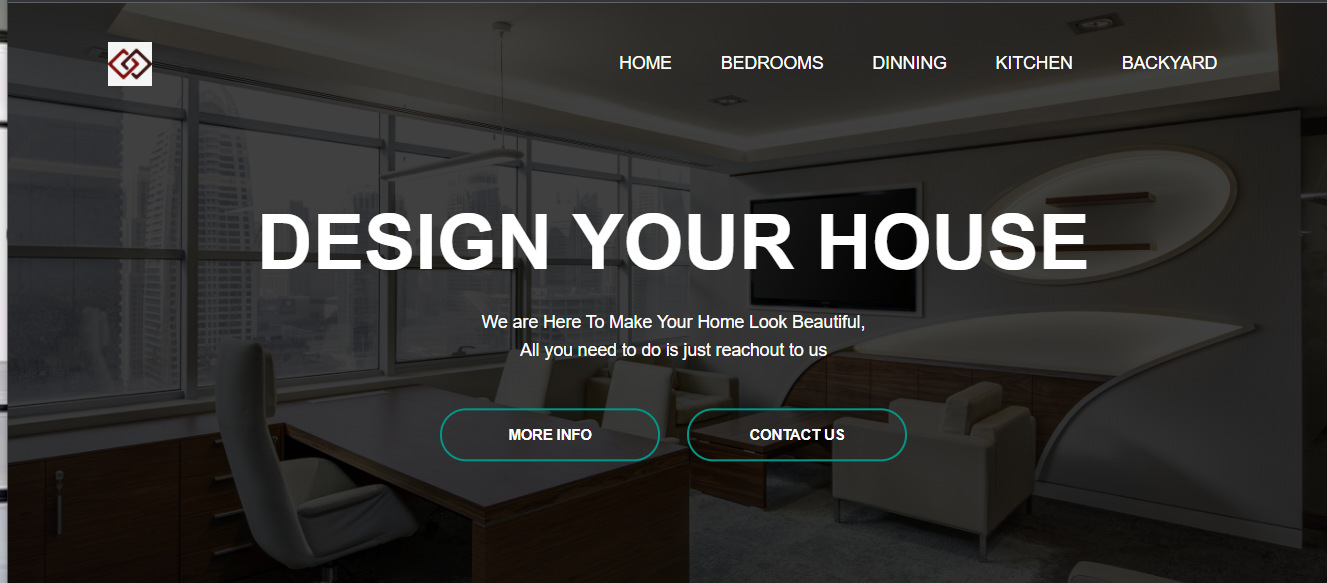 HOME BEDROOMS DINNING KITCHEN BACKYARD
DESIGN YOUR HOUSE
We are Here To Make Your Home Look Beautiful,
All you need to do is just reachout to us
MORE INFO CONTACT US